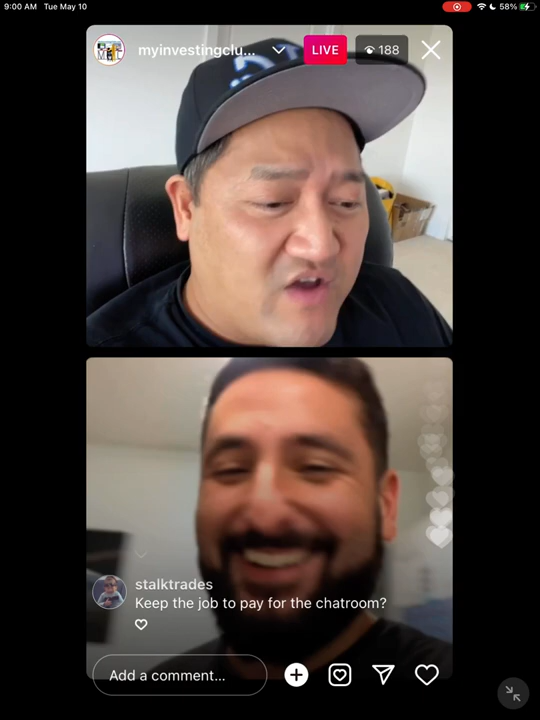 9:00 AM Tue May 10
58%
myinvestingclu...
LIVE
188
stalktrades
Keep the job to pay for the chatroom?
Add a comment...